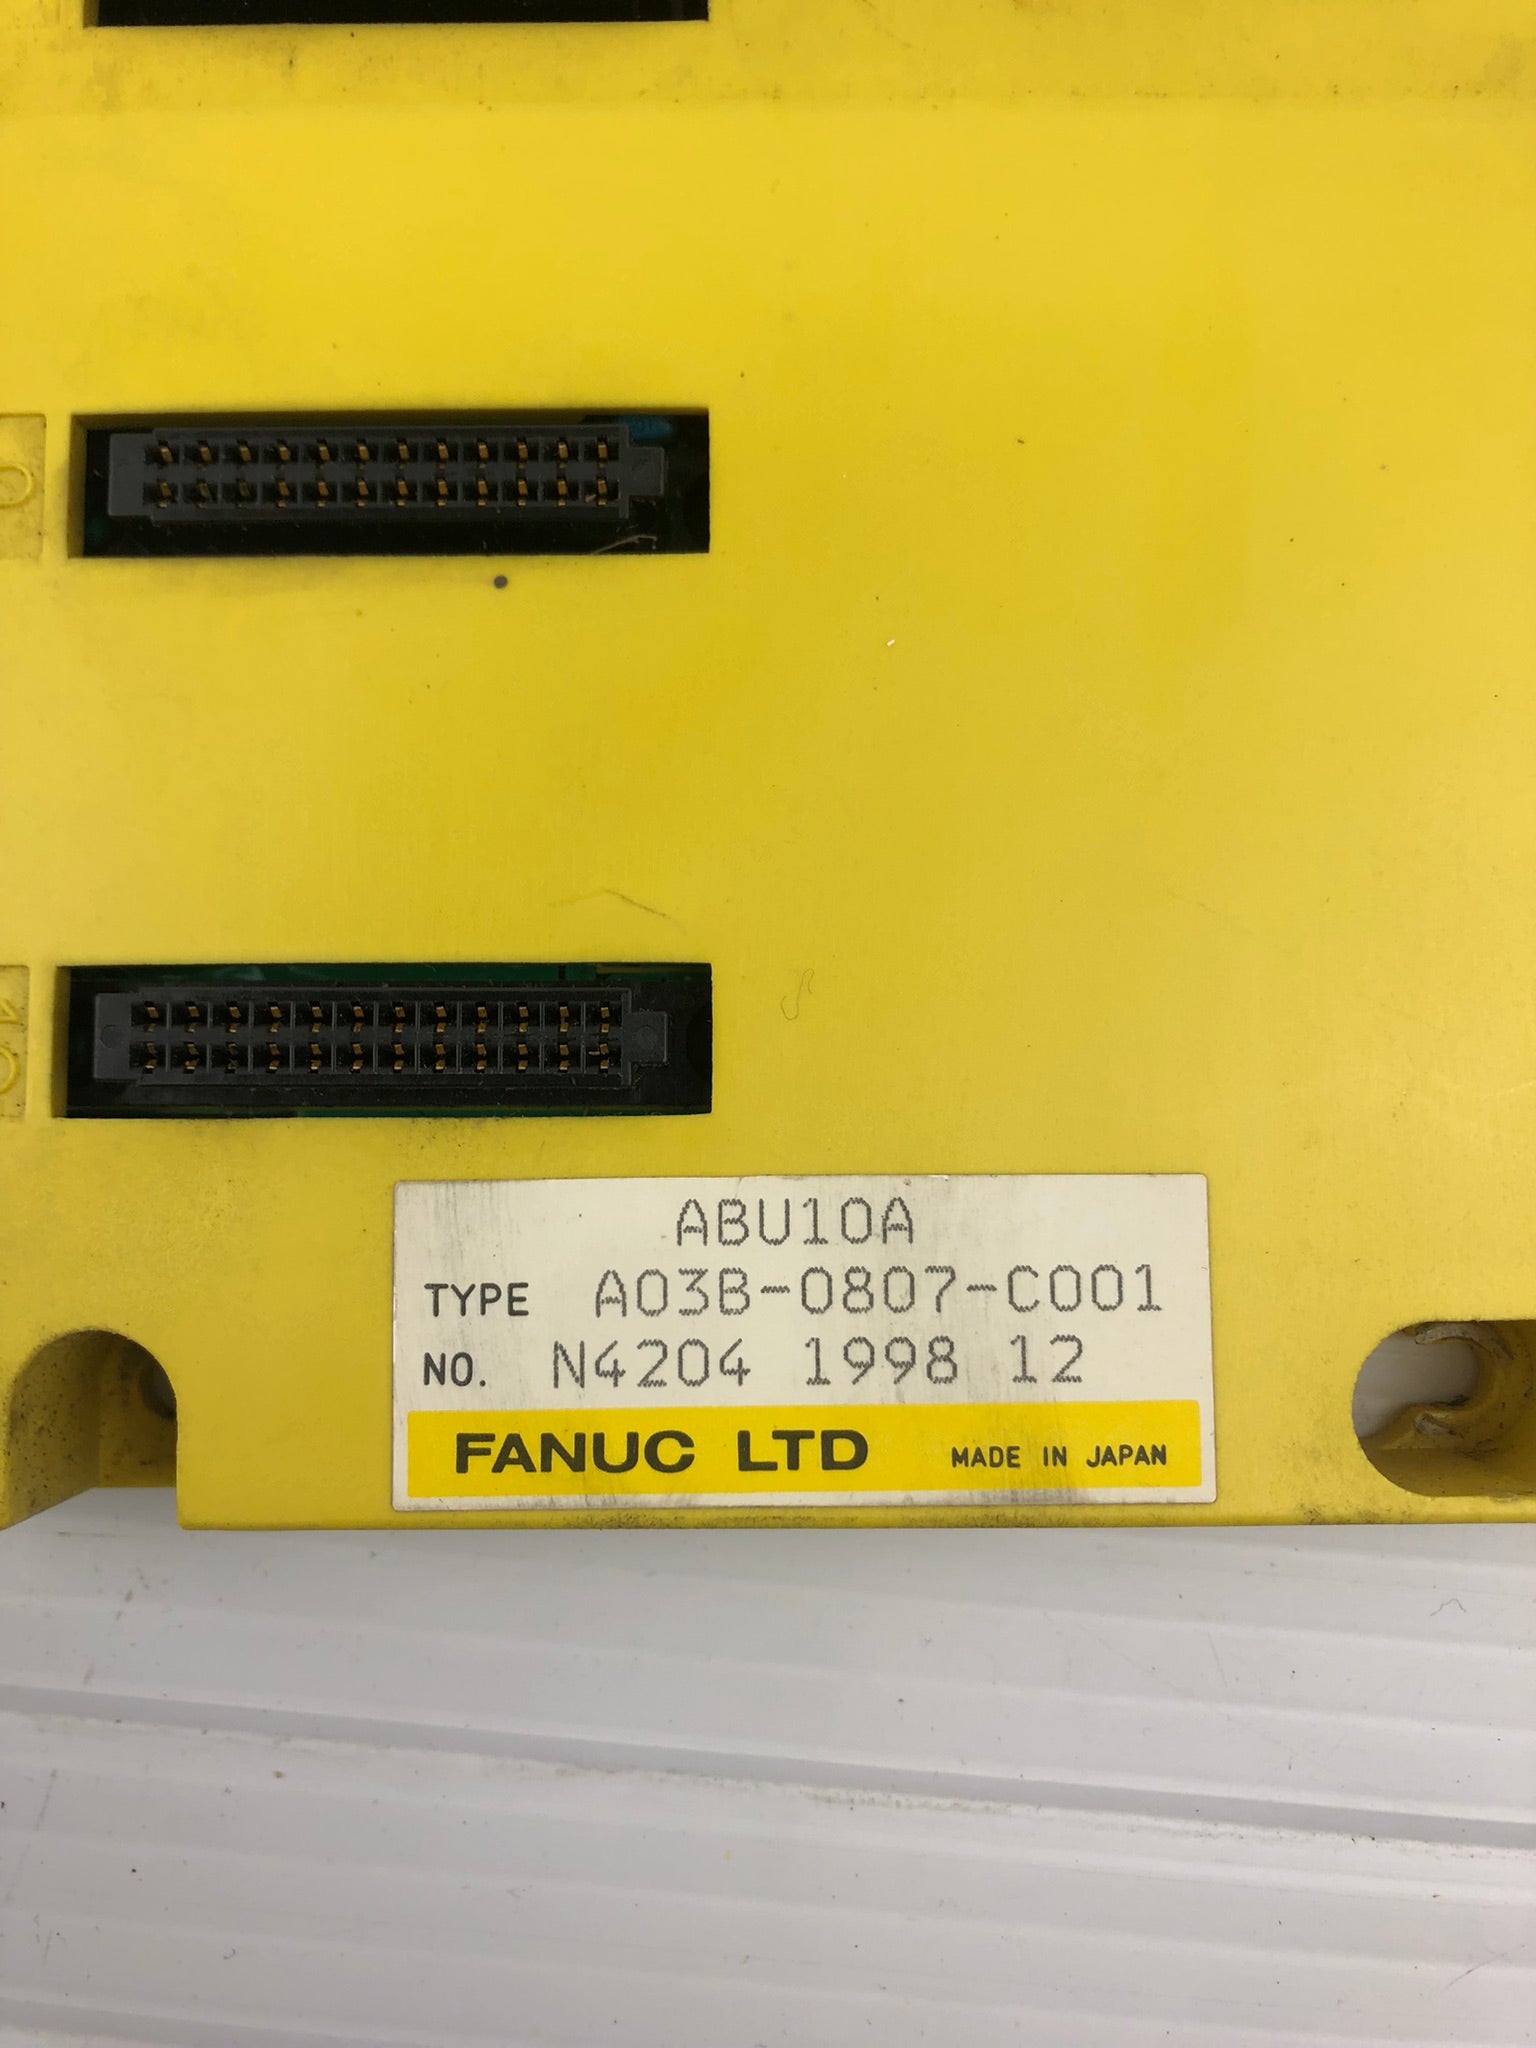 ABU10A
TYPE A03B-0807-C001
NO. N4204 1998 12
FANUC LTD MADE IN JAPAN